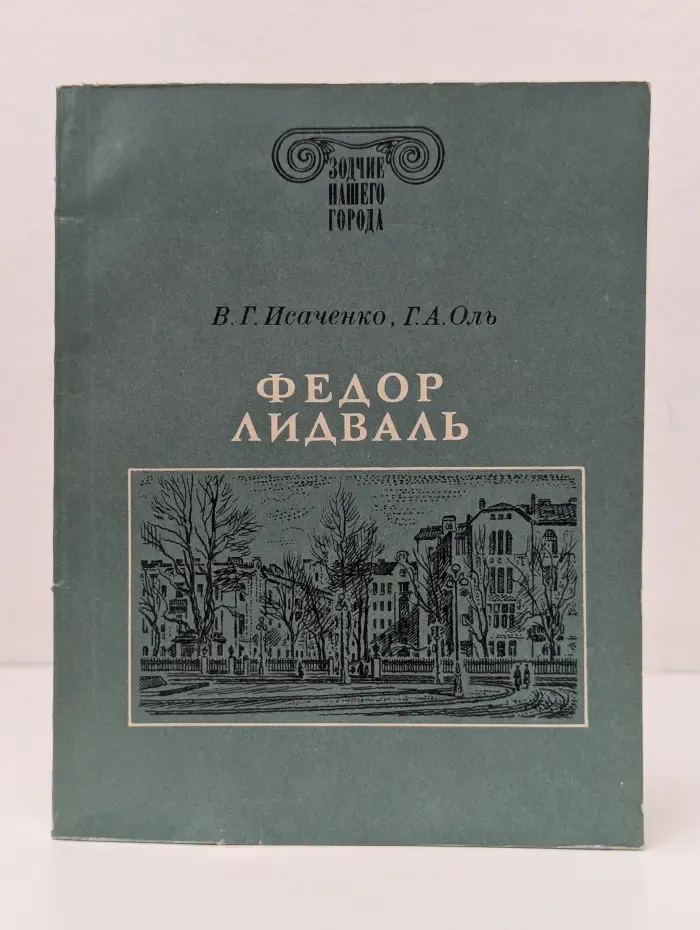 ЗОДЧИЕ
НАШЕГО
ГОРОДА
В. Г. Исаченко, Г. А. Оль
ФЕДОР
ЛИДВАЛЬ